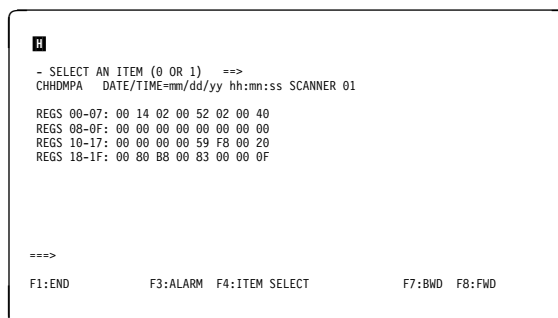 H
- SELECT AN ITEM (0 OR 1) ==>
CHHDMPA DATE/TIME=mm/dd/yy hh:mn:ss SCANNER 01
REGS 00-07: 00 14 02 00 52 02 00 40
REGS 08-0F: 00 00 00 00 00 00 00 00
REGS 10-17: 00 00 00 00 59 F8 00 20
REGS 18-1F: 00 80 B8 00 83 00 00 0F
===>
F1:END F3:ALARM F4:ITEM SELECT F7:BWD F8:FWD